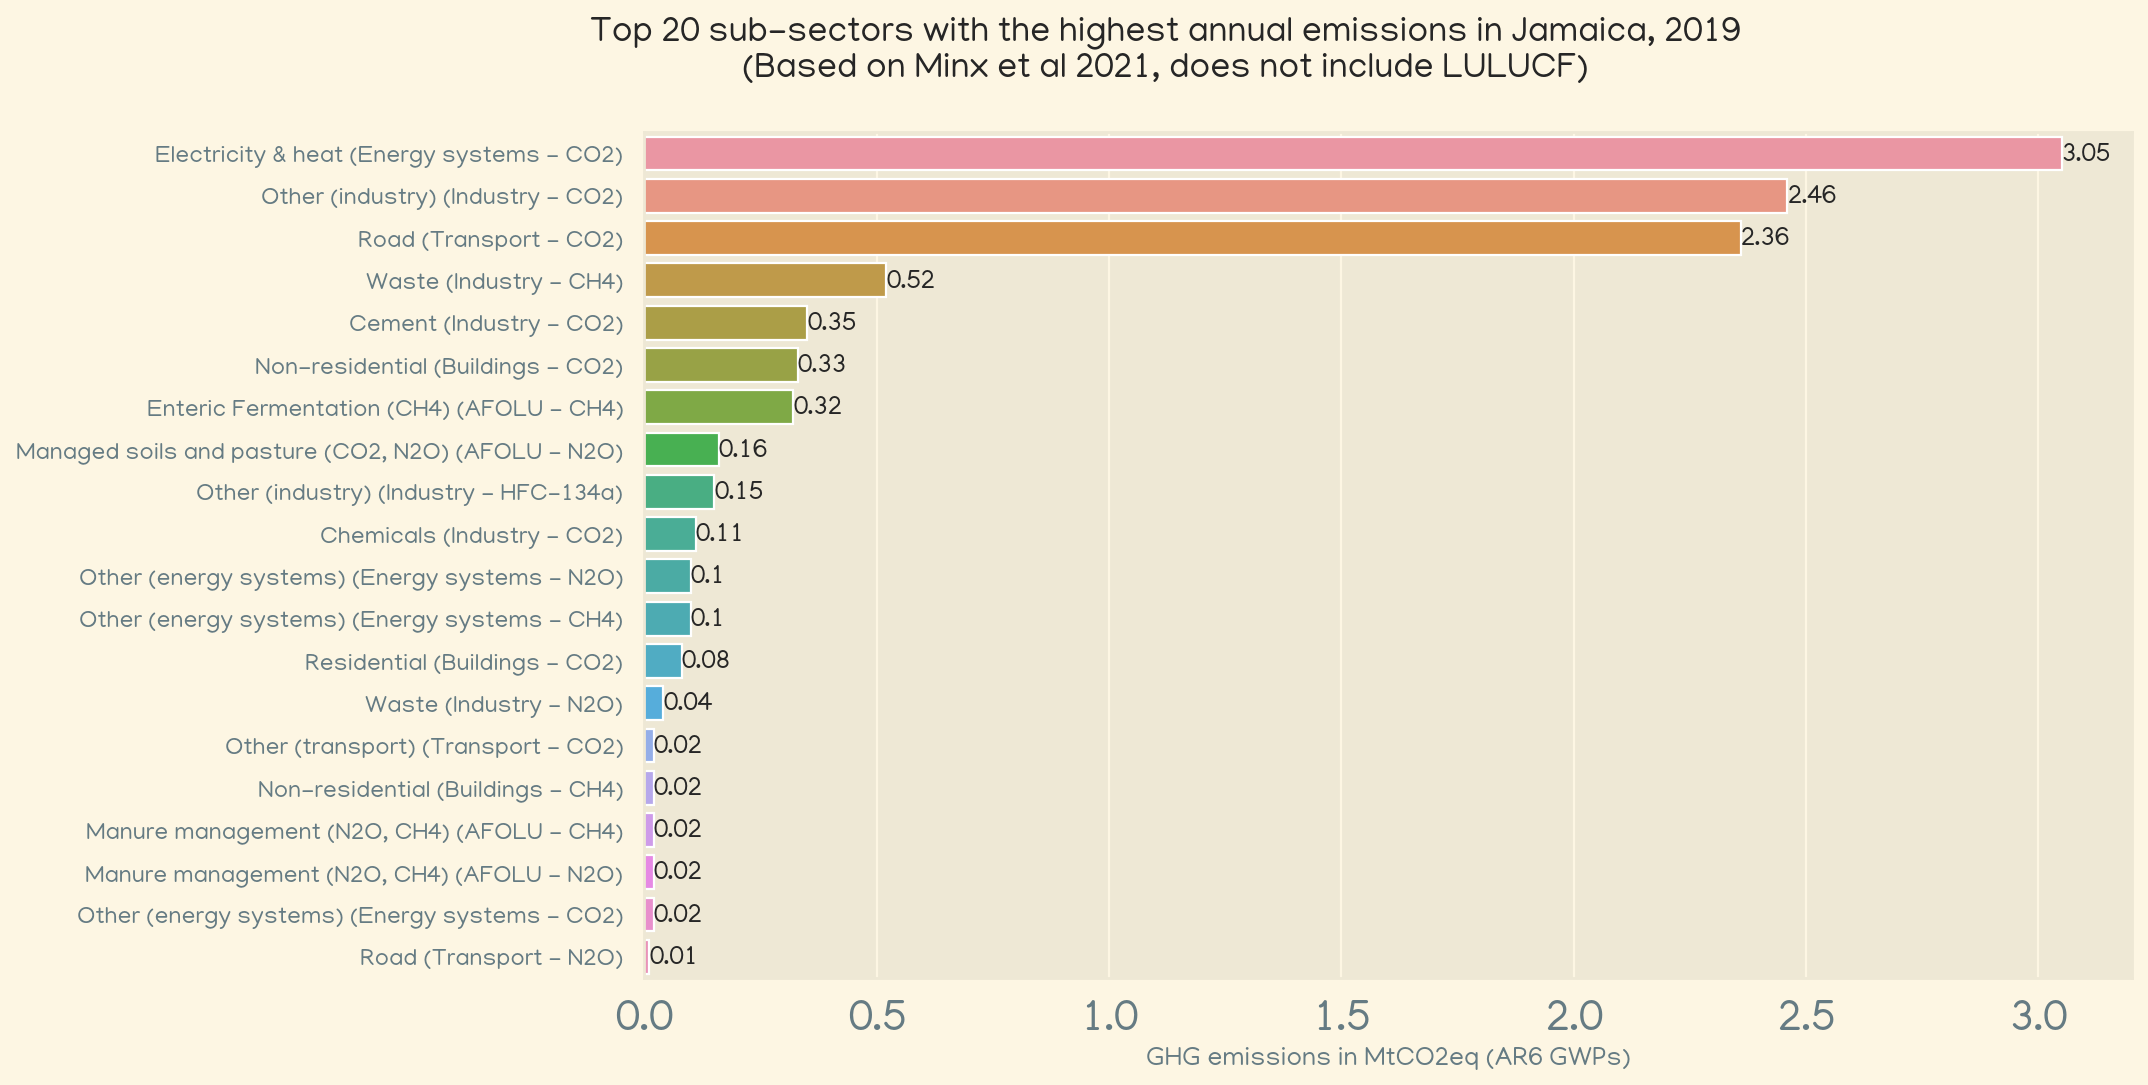 Top 20 sub-sectors with the highest annual emissions in Jamaica, 2019
(Based on Minx et al 2021, does not include LULUCF)
Electricity & heat (Energy systems - CO2) 3.05
Other (industry) (Industry - CO2) 2.46
Road (Transport - CO2) 2.36
Waste (Industry - CH4) 0.52
Cement (Industry - CO2) 0.35
Non-residential (Buildings - CO2) 0.33
Enteric Fermentation (CH4) (AFOLU - CH4) 0.32
Managed soils and pasture (CO2, N2O) (AFOLU - N2O) 0.16
Other (industry) (Industry - HFC-134a) 0.15
Chemicals (Industry - CO2) 0.11
Other (energy systems) (Energy systems - N2O) 0.1
Other (energy systems) (Energy systems - CH4) 0.1
Residential (Buildings - CO2) 0.08
Waste (Industry - N2O) 0.04
Other (transport) (Transport - CO2) 0.02
Non-residential (Buildings - CH4) 0.02
Manure management (N2O, CH4) (AFOLU - CH4) 0.02
Manure management (N2O, CH4) (AFOLU - N2O) 0.02
Other (energy systems) (Energy systems - CO2) 0.02
Road (Transport - N2O) 0.01
0.0 0.5 1.0 1.5 2.0 2.5 3.0
GHG emissions in MtCO2eq (AR6 GWPs)